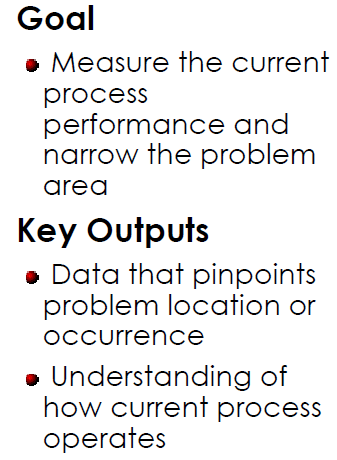 Goal
Measure the current
process
performance and
narrow the problem
area
Key Outputs
Data that pinpoints
problem location or
occurrence
Understanding of
how current process
operates